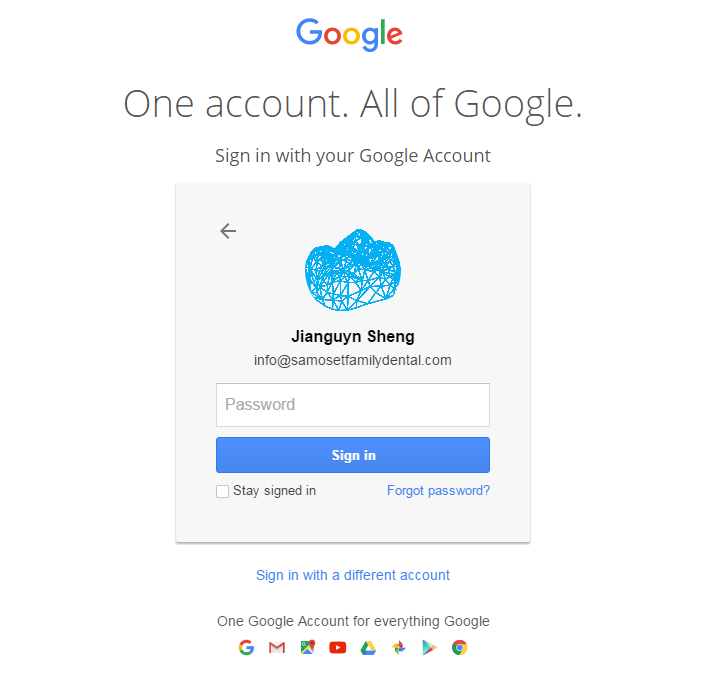 Google
One account. All of Google.
Sign in with your Google Account
Jianguyn Sheng
info@samosetfamilydental.com
Password
Sign in
Stay signed in Forgot password?
Sign in with a different account
One Google Account for everything Google